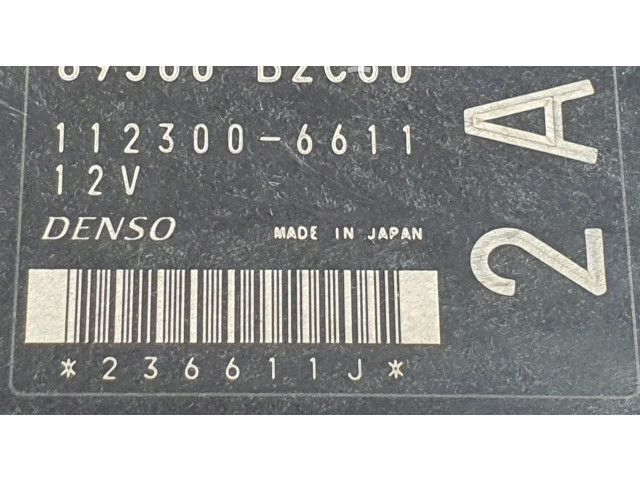 112300-6611
12V
DENSO MADE IN JAPAN
*236611J*
2A